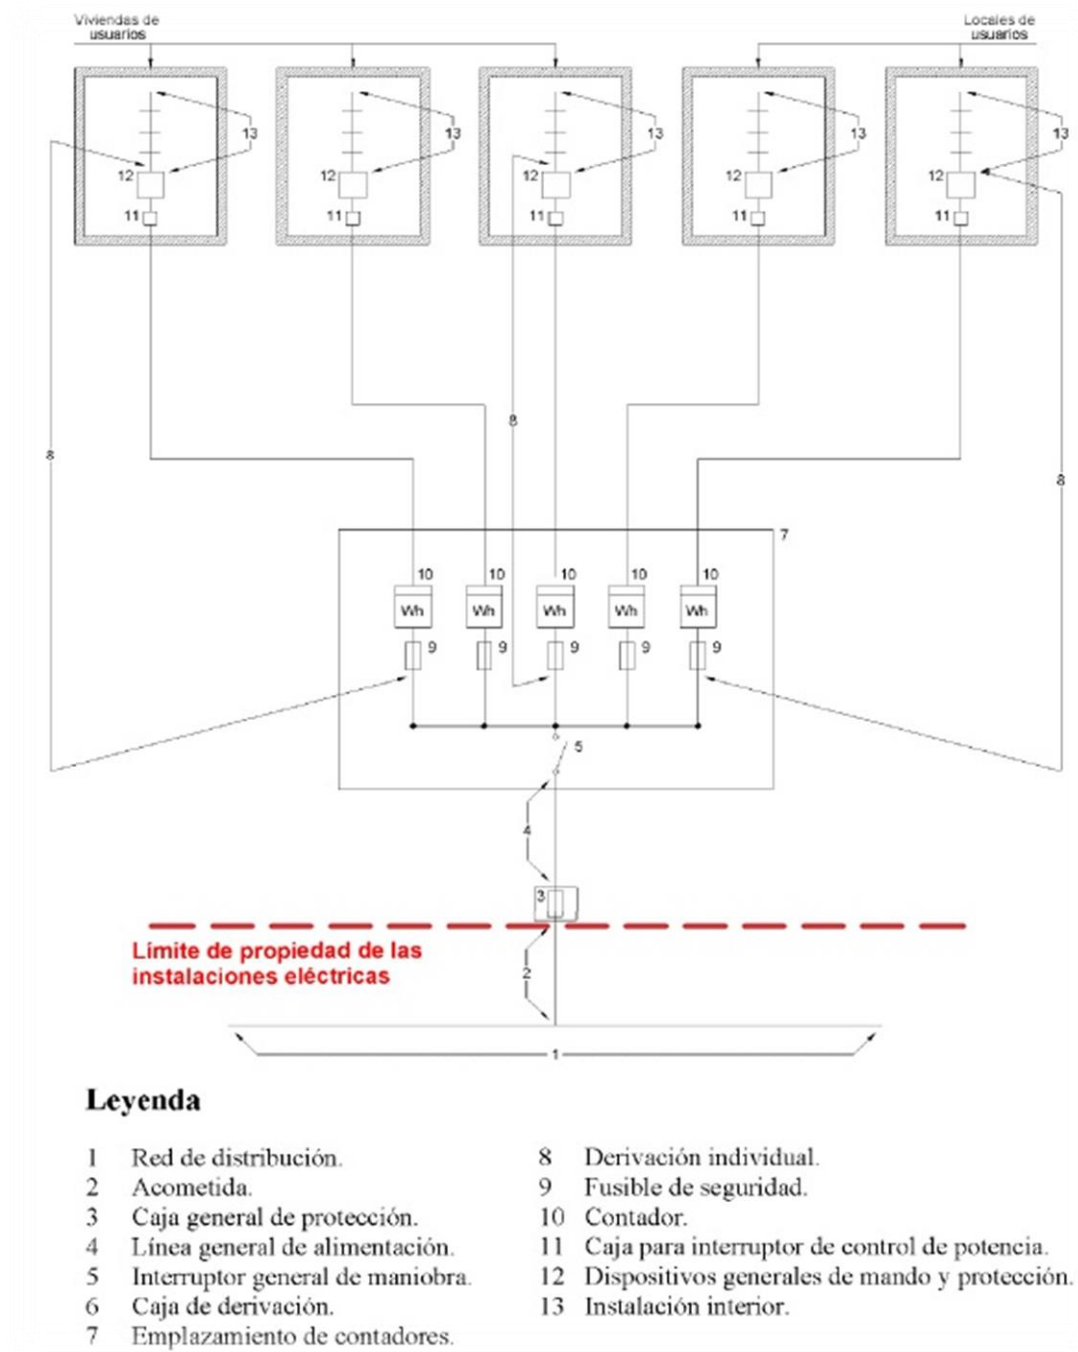 Viviendas de
usuarios
Locales de
usuarios
13 13 13 13 13
12 12 12 12 12
11 11 11 11 11
8
8
8
7
10 10 10 10 10
Wh Wh Wh Wh Wh
9 9 9 9 9
5
4
3
Límite de propiedad de las
instalaciones eléctricas
2
1
Leyenda
1 Red de distribución.
2 Acometida.
3 Caja general de protección.
4 Línea general de alimentación.
5 Interruptor general de maniobra.
6 Caja de derivación.
7 Emplazamiento de contadores.
8 Derivación individual.
9 Fusible de seguridad.
10 Contador.
11 Caja para interruptor de control de potencia.
12 Dispositivos generales de mando y protección.
13 Instalación interior.